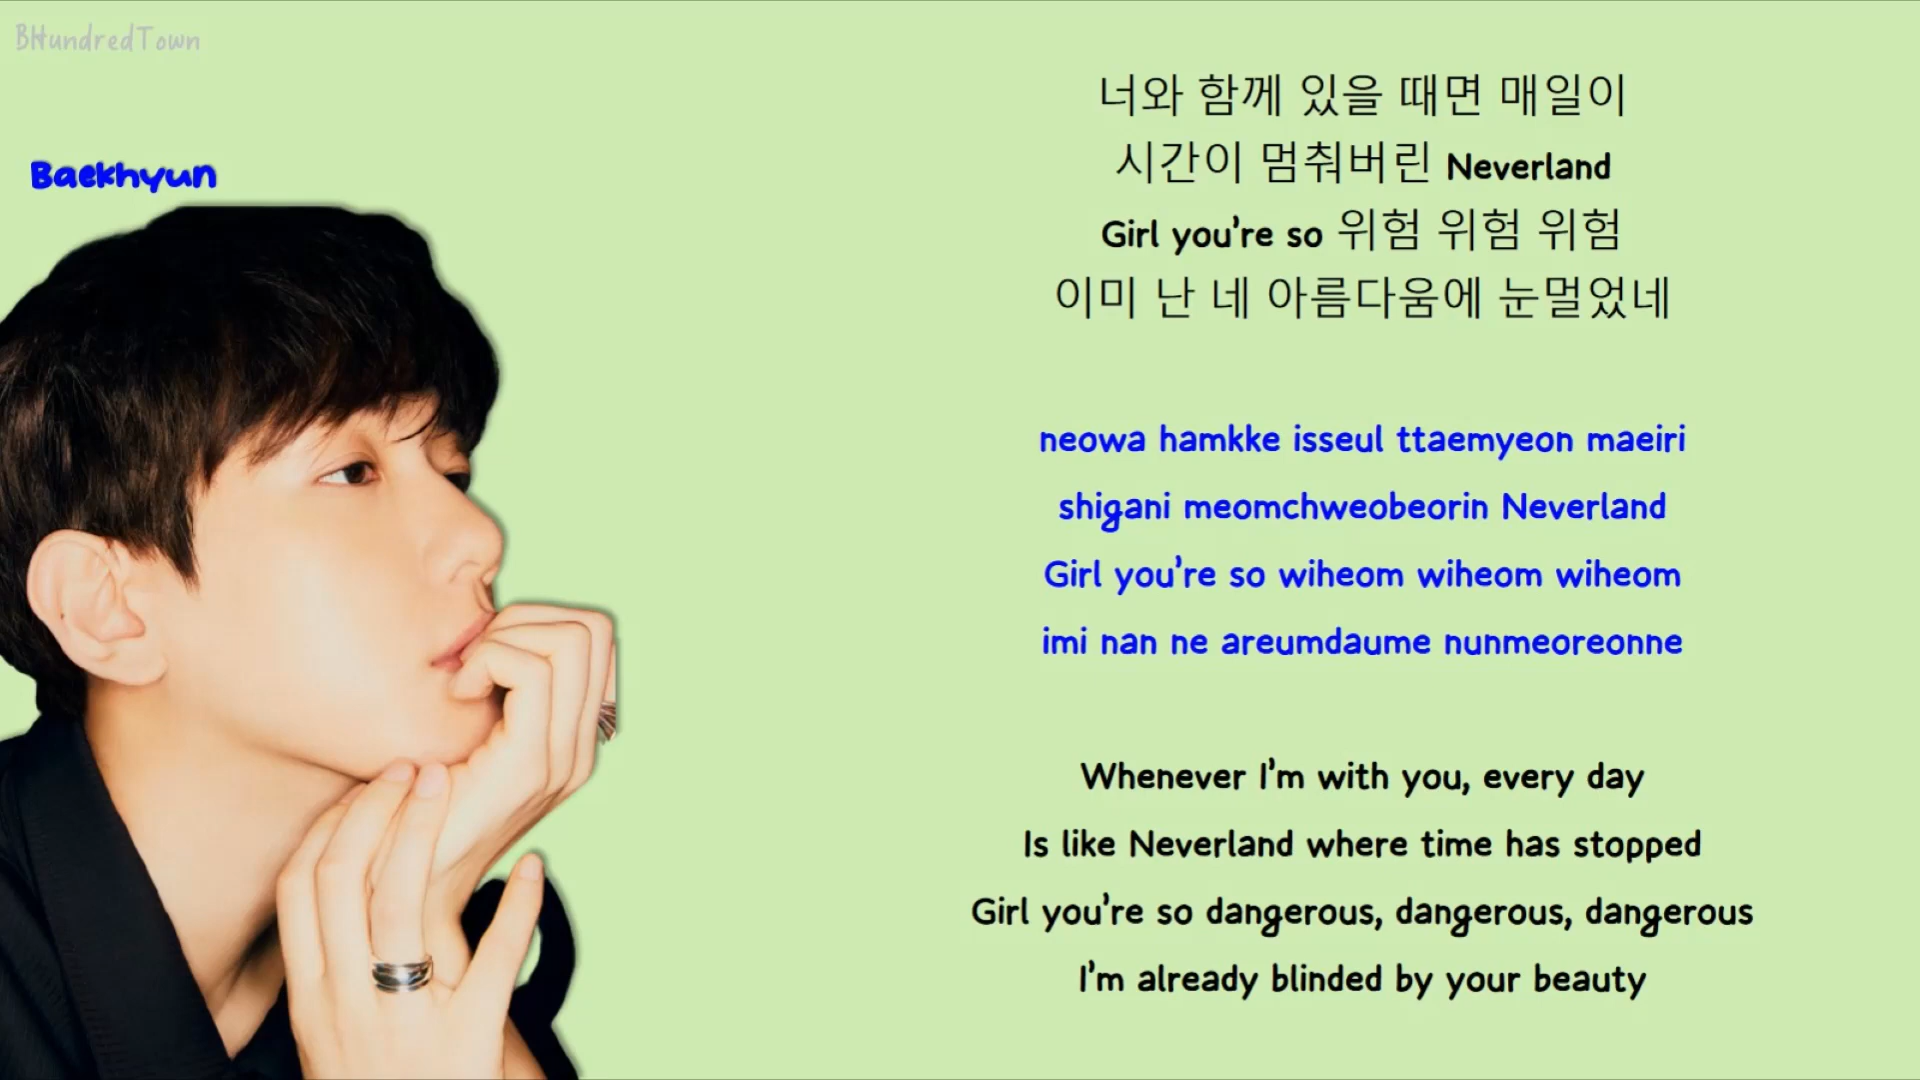 BHundredTown
Baekhyun
너와 함께 있을 때면 매일이
시간이 멈춰버린 Neverland
Girl you're so 위험 위험 위험
이미 난 네 아름다움에 눈멀었네
neowa hamkke isseul ttaemyeon maeiri
shigani meomchweobeorin Neverland
Girl you're so wiheom wiheom wiheom
imi nan ne areumdaume nunmeoreonne
Whenever I'm with you, every day
Is like Neverland where time has stopped
Girl you're so dangerous, dangerous, dangerous
I'm already blinded by your beauty